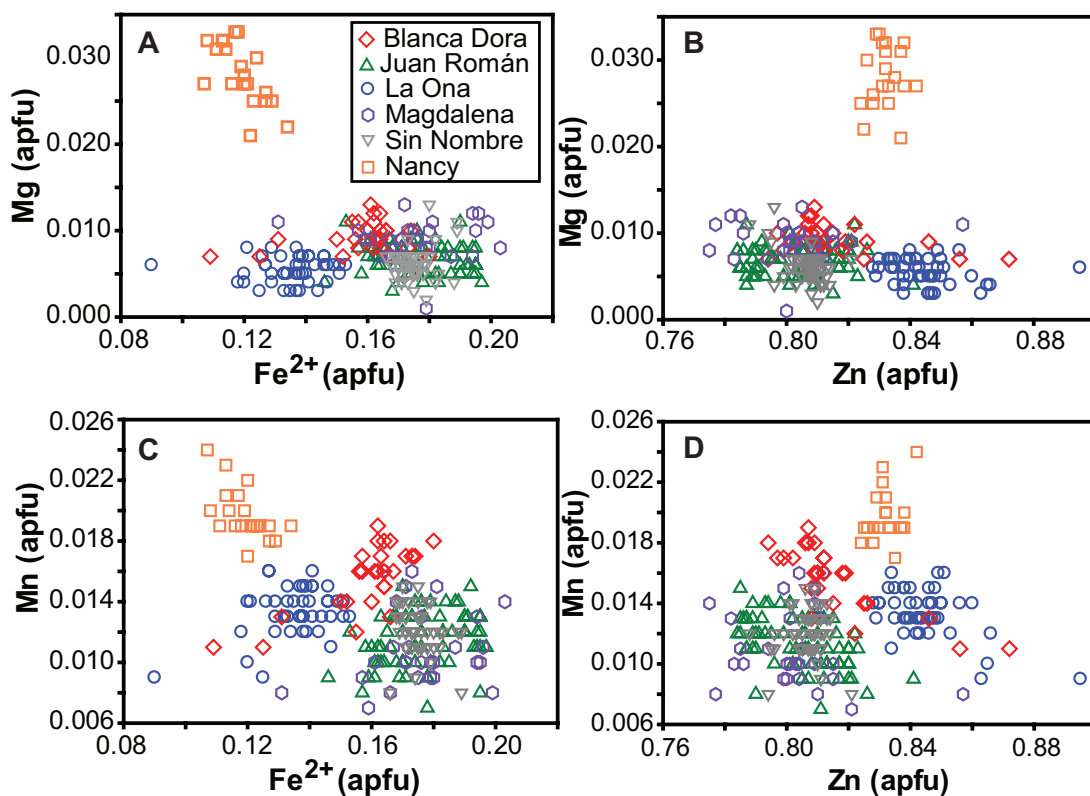 A
Mg (apfu)
0.030
0.020
0.010
0.000
0.08
0.12
0.16
0.20
Fe2+ (apfu)
Blanca Dora
Juan Román
La Ona
Magdalena
Sin Nombre
Nancy
B
Mg (apfu)
0.030
0.020
0.010
0.000
0.76
0.80
0.84
0.88
Zn (apfu)
C
Mn (apfu)
0.026
0.022
0.018
0.014
0.010
0.006
0.08
0.12
0.16
0.20
Fe2+ (apfu)
D
Mn (apfu)
0.026
0.022
0.018
0.014
0.010
0.006
0.76
0.80
0.84
0.88
Zn (apfu)